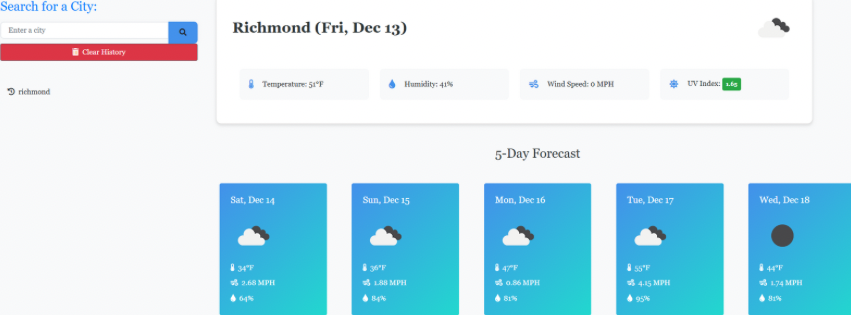 Search for a City:
Enter a city
Clear History
richmond
Richmond (Fri, Dec 13)
Temperature: 51°F
Humidity: 41%
Wind Speed: 0 MPH
UV Index: 1.65
5-Day Forecast
Sat, Dec 14
34°F
2.68 MPH
64%
Sun, Dec 15
36°F
1.88 MPH
84%
Mon, Dec 16
47°F
0.86 MPH
81%
Tue, Dec 17
55°F
4.15 MPH
95%
Wed, Dec 18
44°F
1.74 MPH
81%